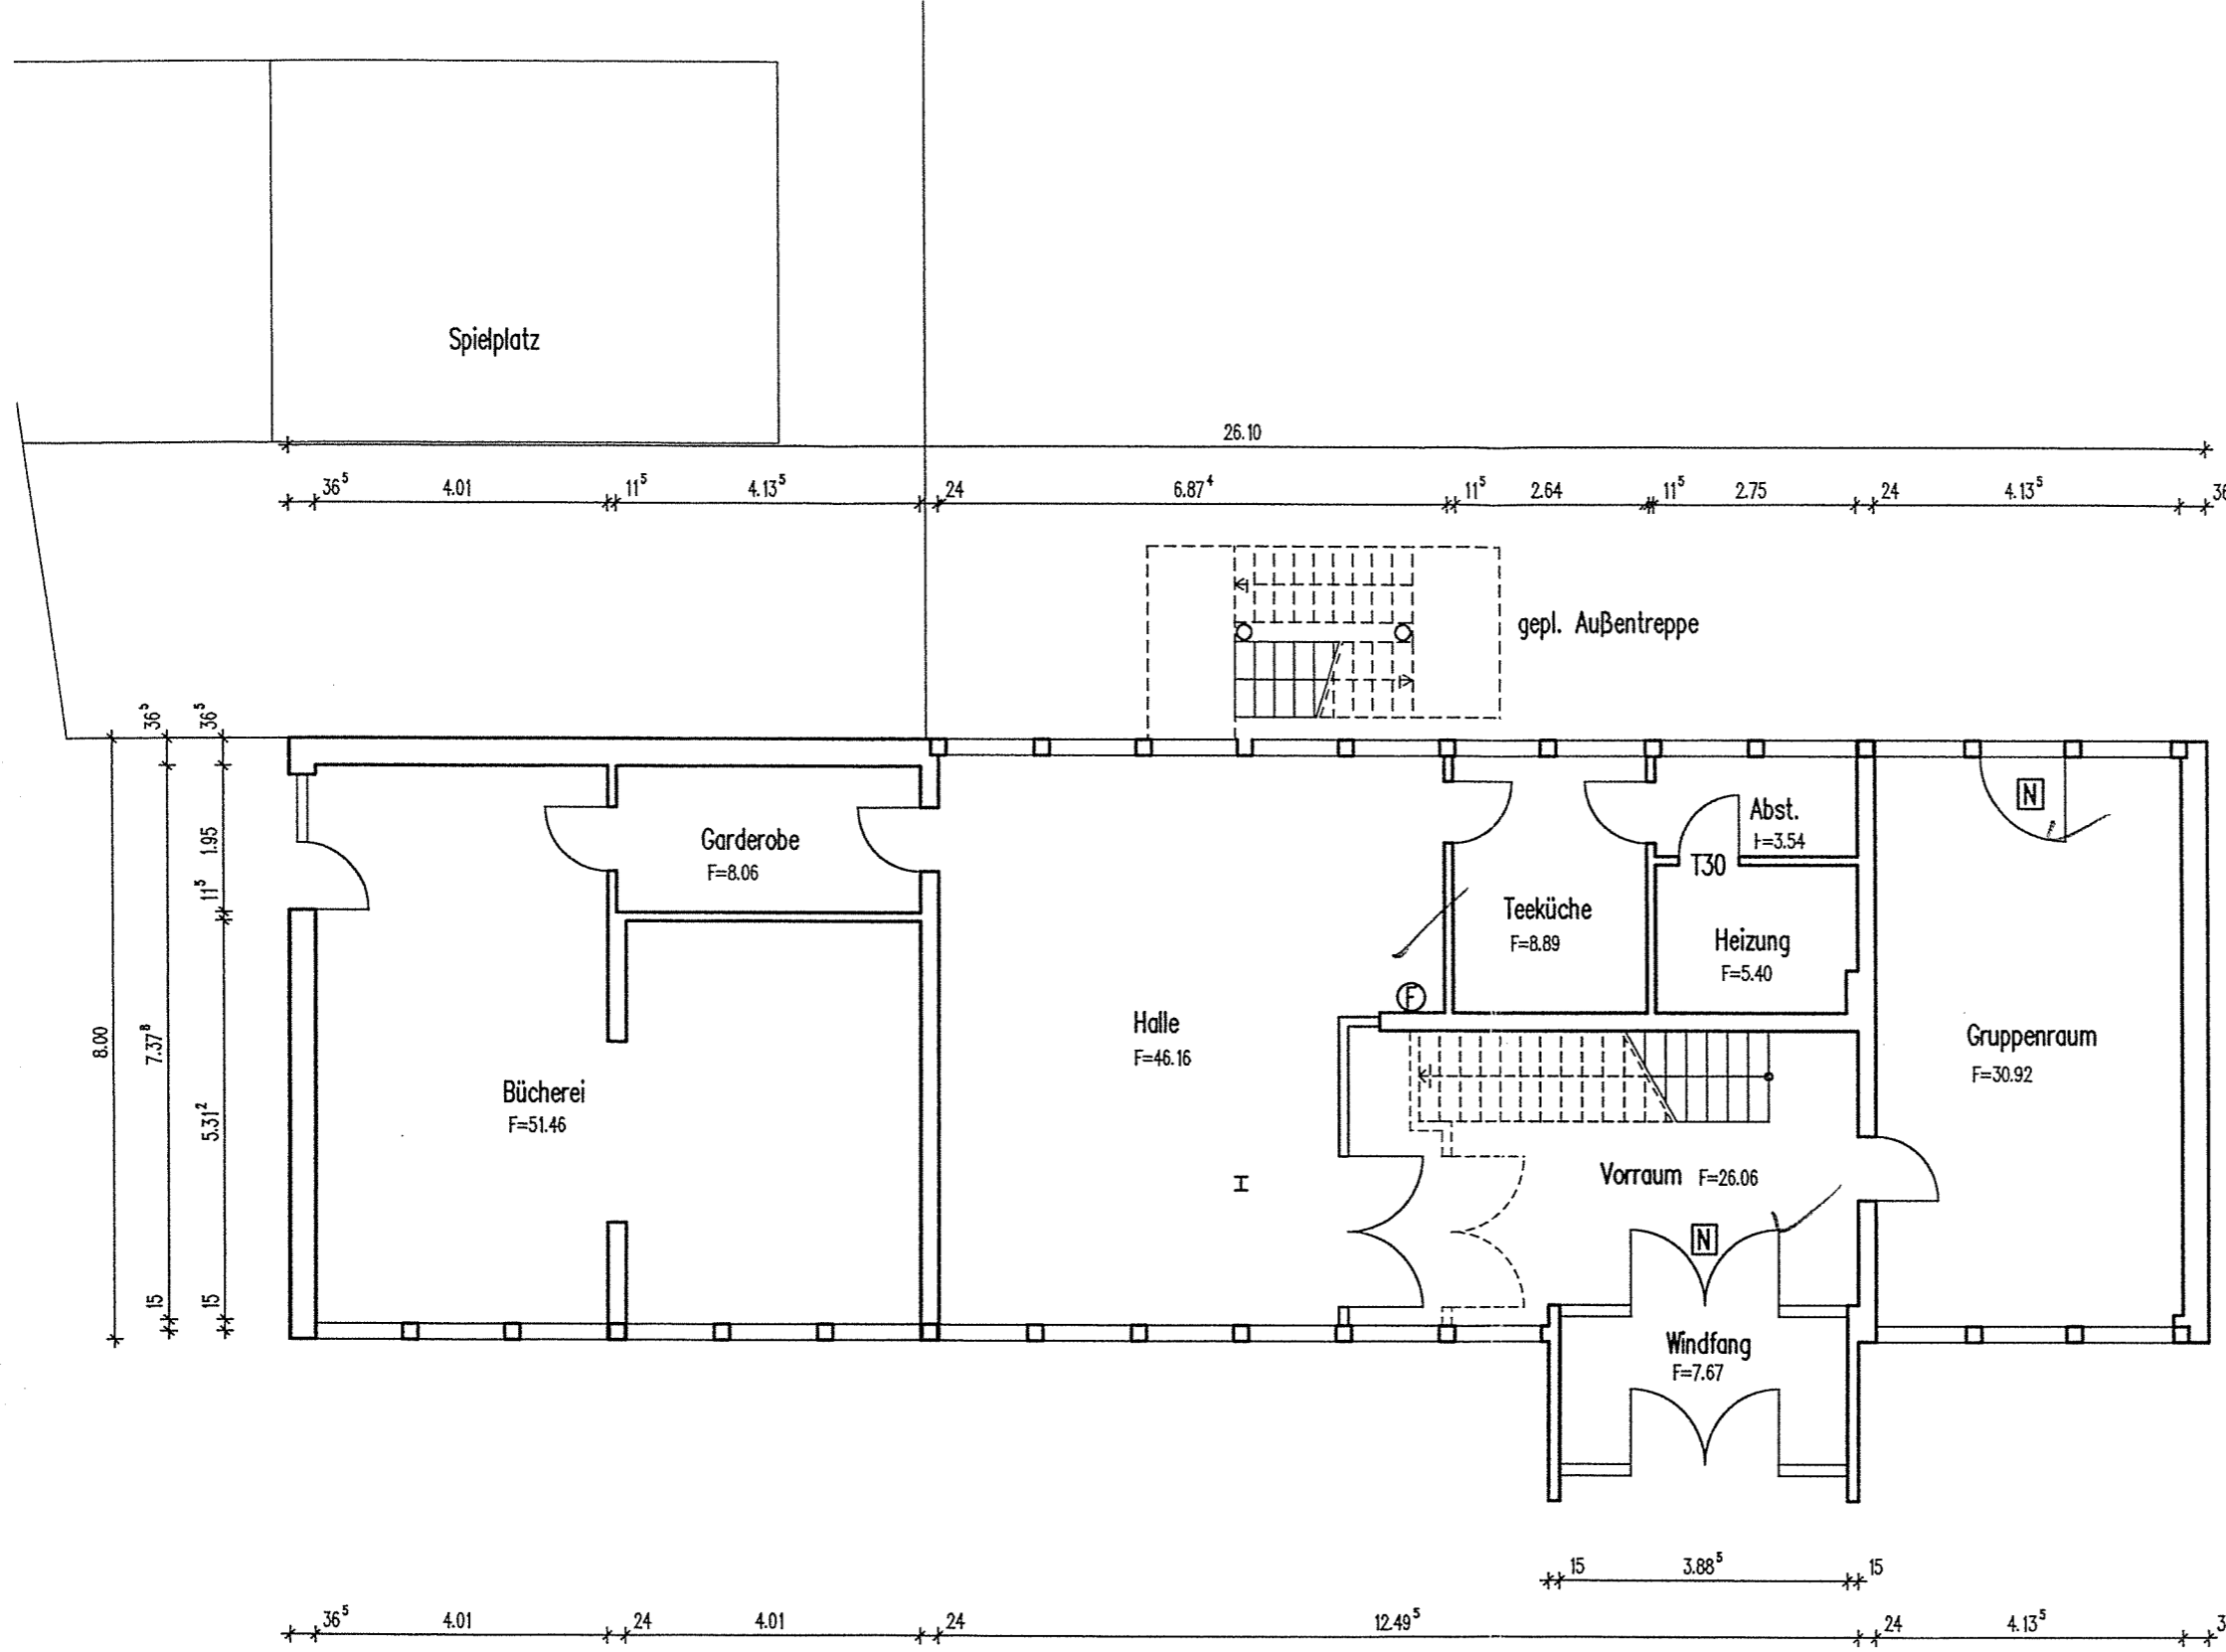 Spielplatz
26.10
36⁵ 4.01 11⁵ 4.13⁵ 24 6.87⁴ 11⁵ 2.64 11⁵ 2.75 24 4.13⁵ 36
gepl. Außentreppe
36⁵ 36⁵
N
Abst.
F=3.54
Garderobe
F=8.06
1.95
T30
11⁵
Teeküche
F=8.89
Heizung
F=5.40
F
Halle
F=46.16
Gruppenraum
F=30.92
8.00
7.37⁸
5.31²
Bücherei
F=51.46
Vorraum F=26.06
N
15 15
Windfang
F=7.67
15 3.88⁵ 15
36⁵ 4.01 24 4.01 24 12.49⁵ 24 4.13⁵ 3